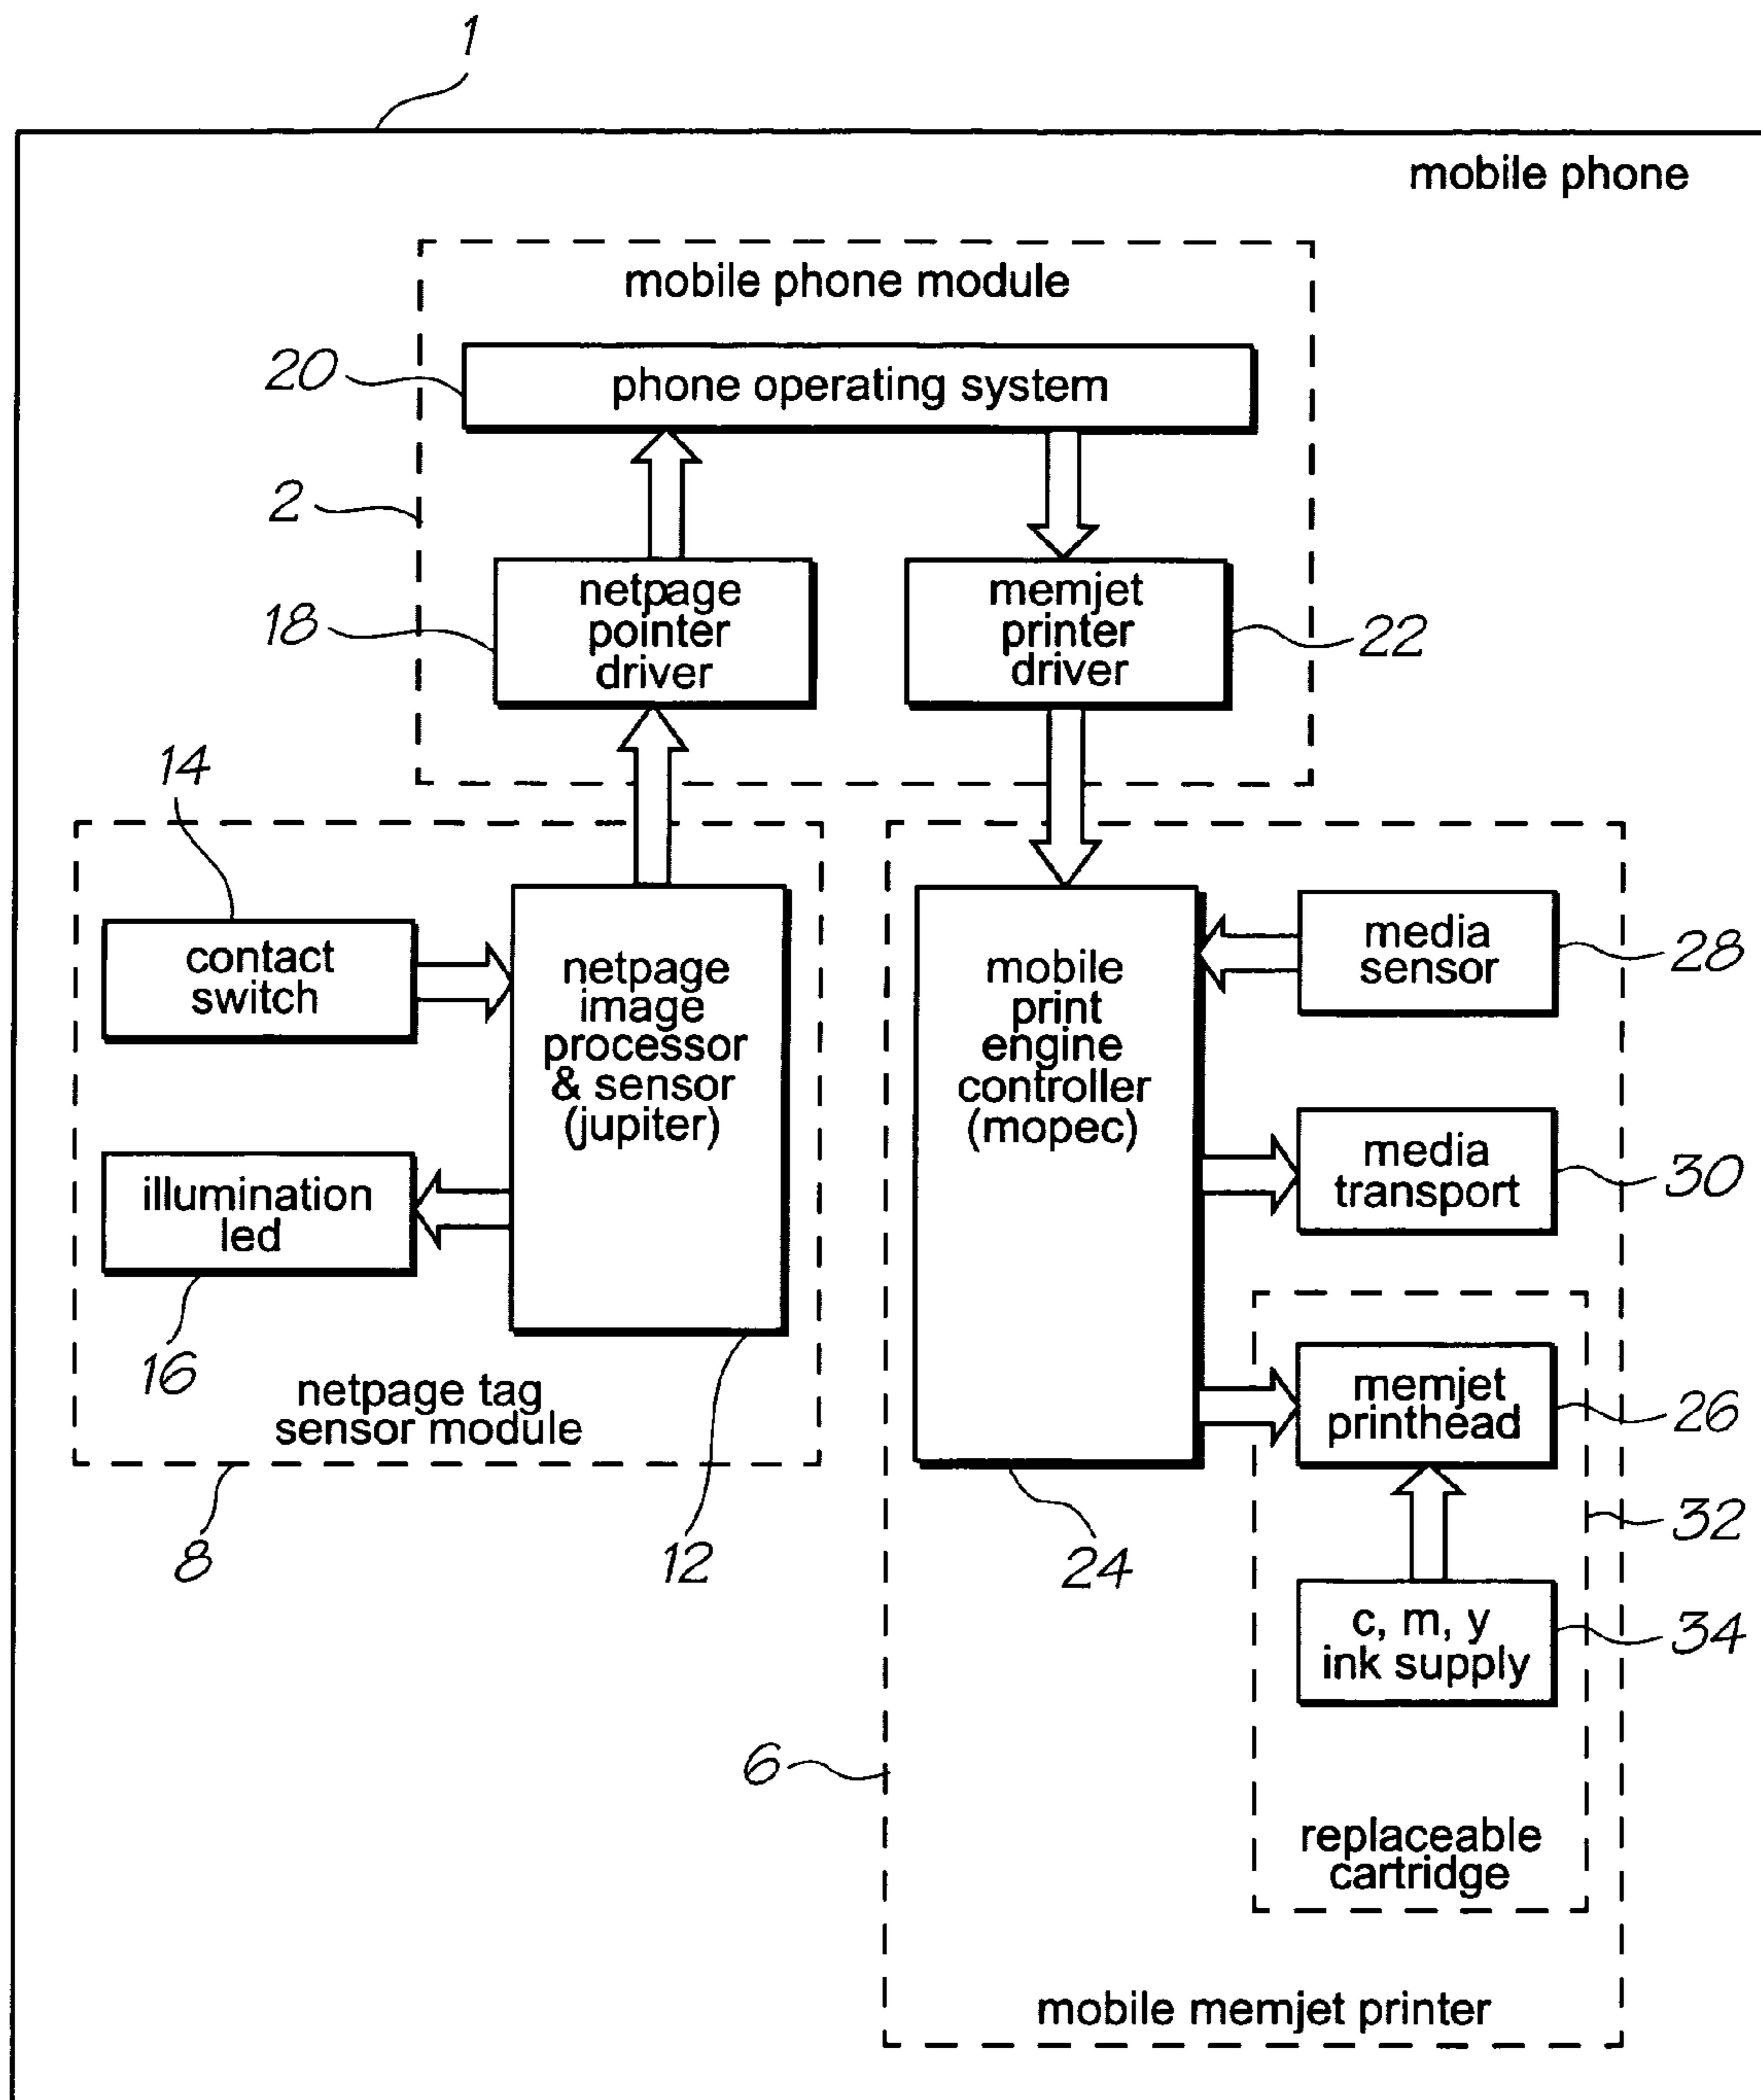 1
mobile phone
mobile phone module
20
phone operating system
2
netpage
pointer
driver
18
memjet
printer
driver
22
14
contact
switch
netpage
image
processor
& sensor
(jupiter)
illumination
led
16
netpage tag
sensor module
8
12
mobile
print
engine
controller
(mopec)
media
sensor
28
media
transport
30
memjet
printhead
26
32
24
c, m, y
ink supply
34
6
replaceable
cartridge
mobile memjet printer